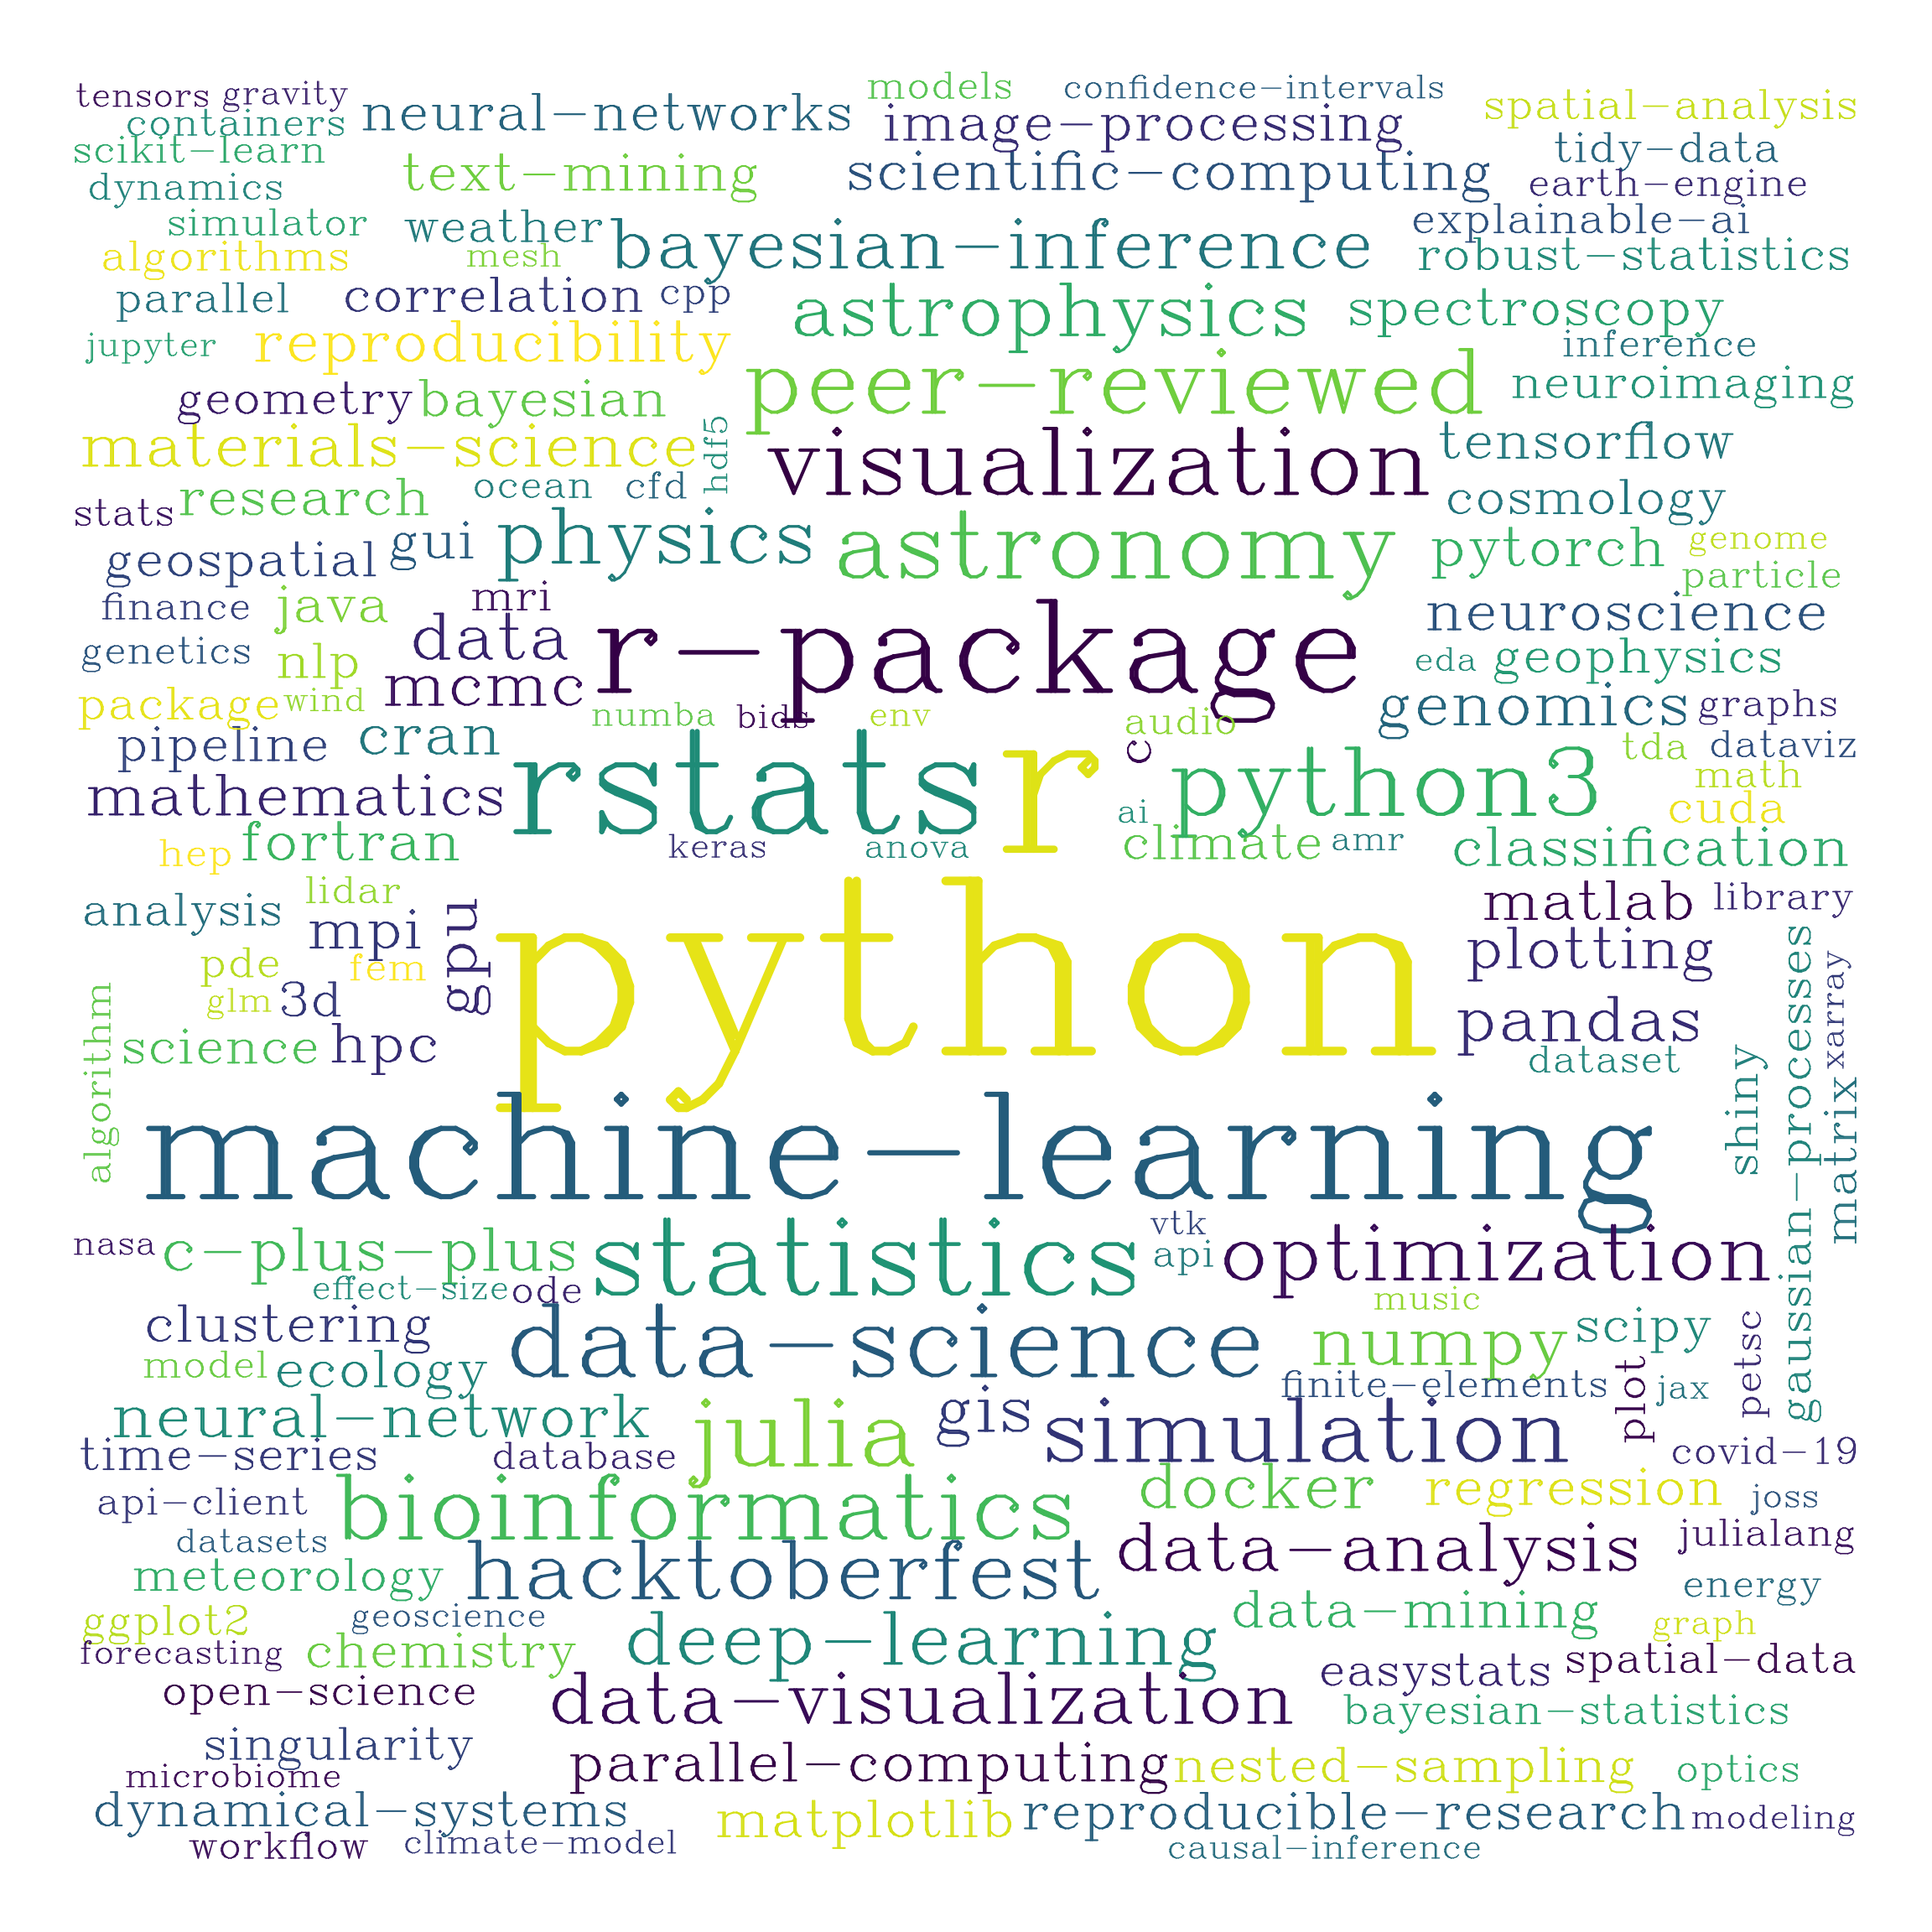 tensors gravity
models
confidence-intervals
neural-networks
containers
image-processing
spatial-analysis
scikit-learn
text-mining
scientific-computing
tidy-data
dynamics
earth-engine
simulator
weather
bayesian-inference
explainable-ai
algorithms
mesh
robust-statistics
parallel
correlation
cpp
astrophysics
spectroscopy
jupyter
reproducibility
inference
geometry
bayesian
peer-reviewed
neuroimaging
materials-science
hdf5
visualization
tensorflow
stats
research
ocean
cfd
cosmology
geospatial
gui
physics
astronomy
pytorch
genome
particle
finance
java
mri
data
r-package
neuroscience
genetics
nlp
eda
geophysics
package
wind
mcmc
numba
bids
env
audio
genomics
graphs
pipeline
cran
rstats
r
c
python3
tda
dataviz
mathematics
math
ai
cuda
hep
fortran
keras
anova
climate
amr
classification
lidar
analysis
mpi
gpu
python
matlab
library
pde
fem
plotting
glm
3d
science
hpc
pandas
dataset
algorithm
xarray
gaussian-processes
shiny
matrix
machine-learning
nasa
c-plus-plus
statistics
vtk
api
optimization
effect-size
ode
music
clustering
data-science
numpy
scipy
petsc
model
ecology
finite-elements
plot
jax
neural-network
julia
gis
simulation
time-series
database
covid-19
api-client
bioinformatics
docker
regression
joss
datasets
hacktoberfest
data-analysis
julialang
meteorology
energy
ggplot2
geoscience
data-mining
graph
forecasting
chemistry
deep-learning
easystats
spatial-data
open-science
data-visualization
bayesian-statistics
singularity
microbiome
parallel-computing
nested-sampling
optics
dynamical-systems
matplotlib
reproducible-research
modeling
workflow
climate-model
causal-inference